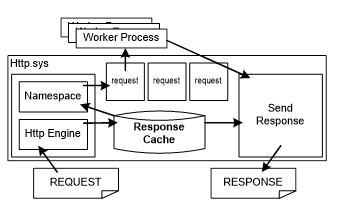 Worker Process
Http.sys
request
request
request
Namespace
Send
Response
Http Engine
Response
Cache
REQUEST
RESPONSE